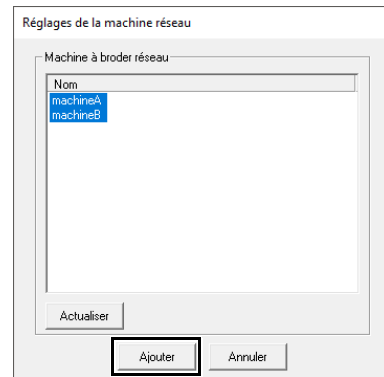 Réglages de la machine réseau
Machine à broder réseau
Nom
machineA
machineB
Actualiser
Ajouter Annuler